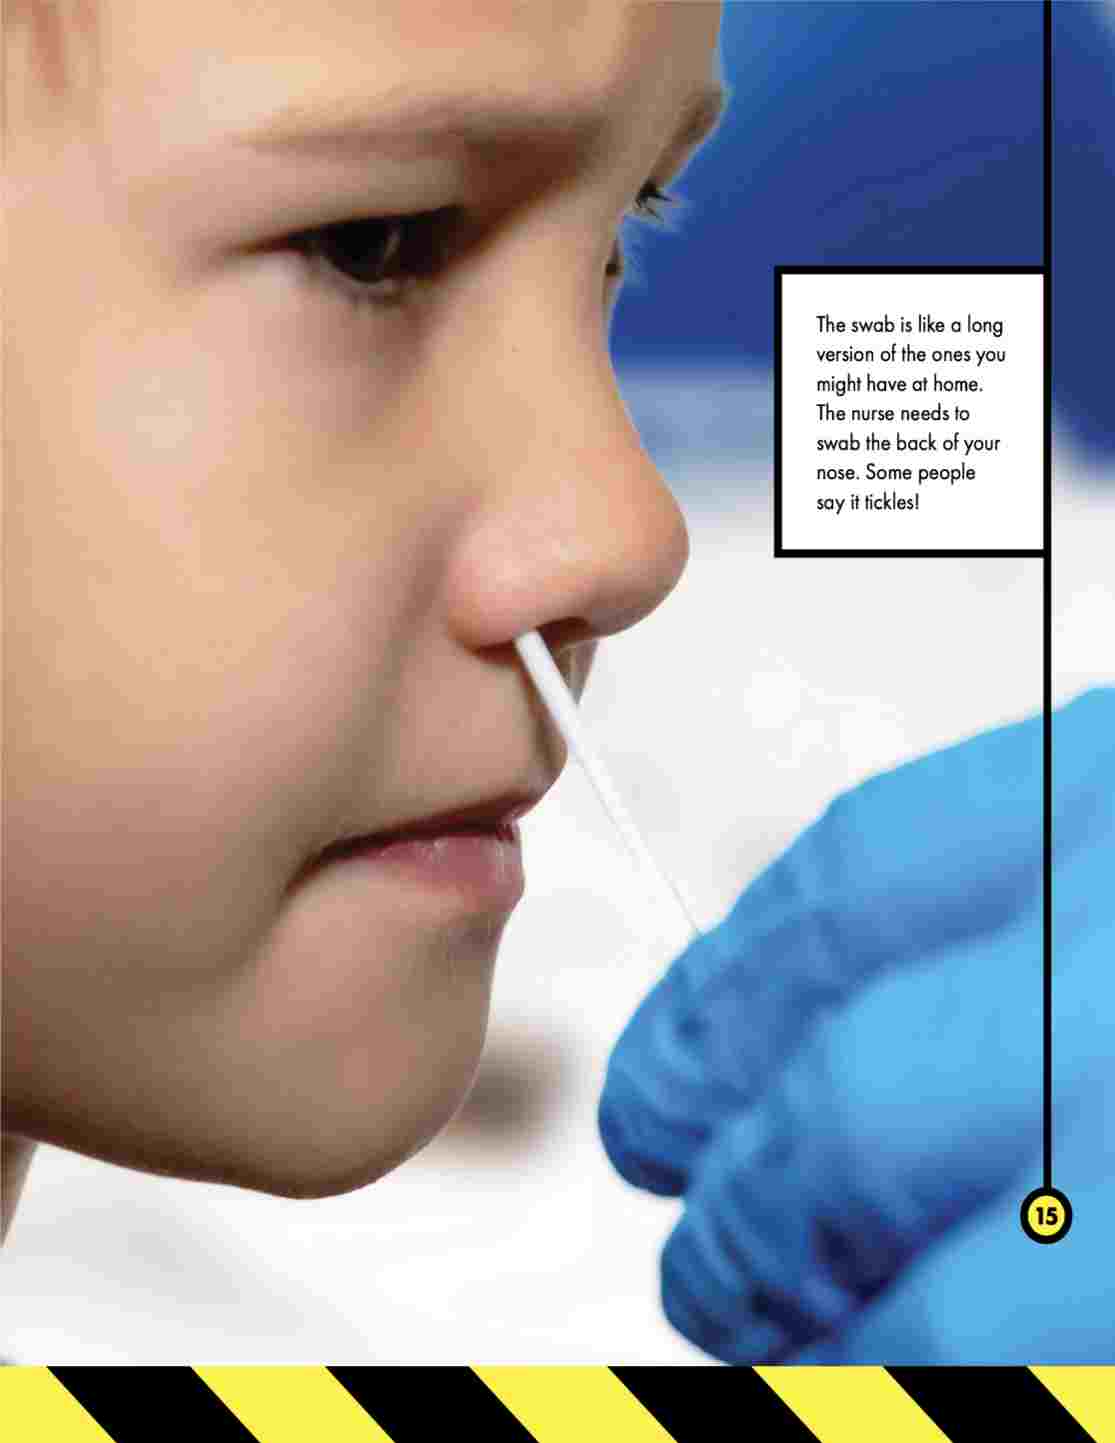 The swab is like a long
version of the ones you
might have at home.
The nurse needs to
swab the back of your
nose. Some people
say it tickles!
15